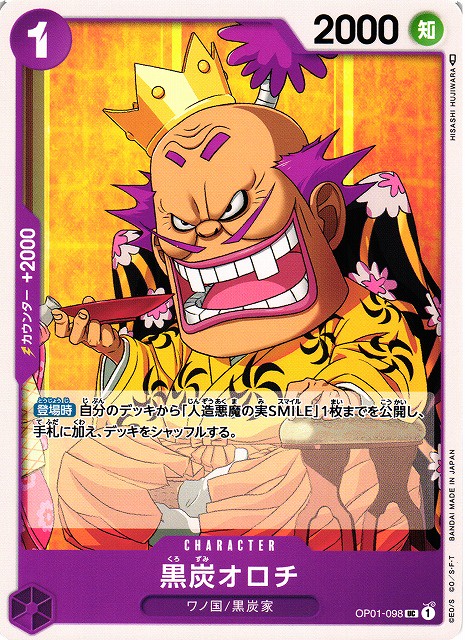 1
2000
知
HISASHI HUJIWARA
カウンター +2000
登場時 自分のデッキから「人造悪魔の実SMILE」1枚までを公開し、
手札に加え、デッキをシャッフルする。
BANDAI MADE IN JAPAN
©E.O/S ©O/S・F・T
CHARACTER
黒炭オロチ
ワノ国/黒炭家
OP01-098 UC 1